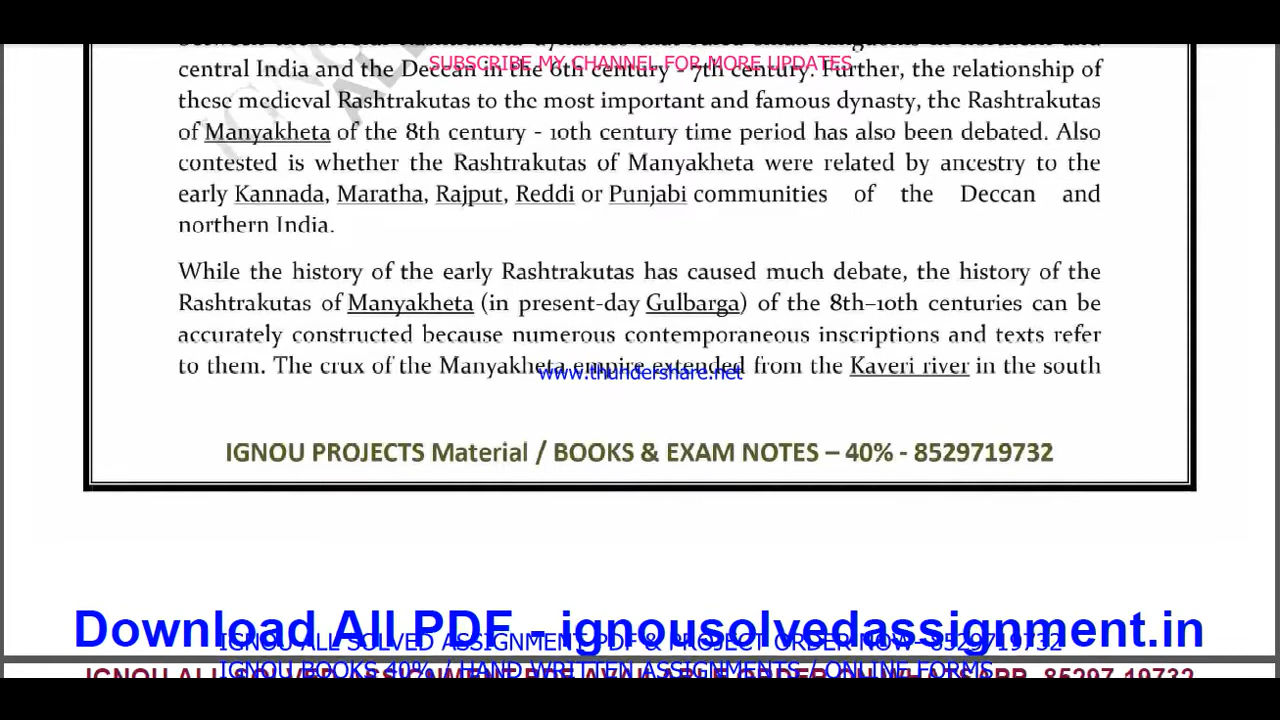 SUBSCRIBE MY CHANNEL FOR MORE UPDATES
central India and the Deccan in the 6th century - 7th century. Further, the relationship of
these medieval Rashtrakutas to the most important and famous dynasty, the Rashtrakutas
of Manyakheta of the 8th century - 10th century time period has also been debated. Also
contested is whether the Rashtrakutas of Manyakheta were related by ancestry to the
early Kannada, Maratha, Rajput, Reddi or Punjabi communities of the Deccan and
northern India.
While the history of the early Rashtrakutas has caused much debate, the history of the
Rashtrakutas of Manyakheta (in present-day Gulbarga) of the 8th–10th centuries can be
accurately constructed because numerous contemporaneous inscriptions and texts refer
to them. The crux of the Manyakheta empire extended from the Kaveri river in the south
www.thundershare.net
IGNOU PROJECTS Material / BOOKS & EXAM NOTES – 40% - 8529719732
Download All PDF - ignousolvedassignment.in
IGNOU ALL SOLVED ASSIGNMENT PDF & PROJECT ORDER NOW- 8529719732
IGNOU BOOKS 40% / HAND WRITTEN ASSIGNMENTS / ONLINE FORMS